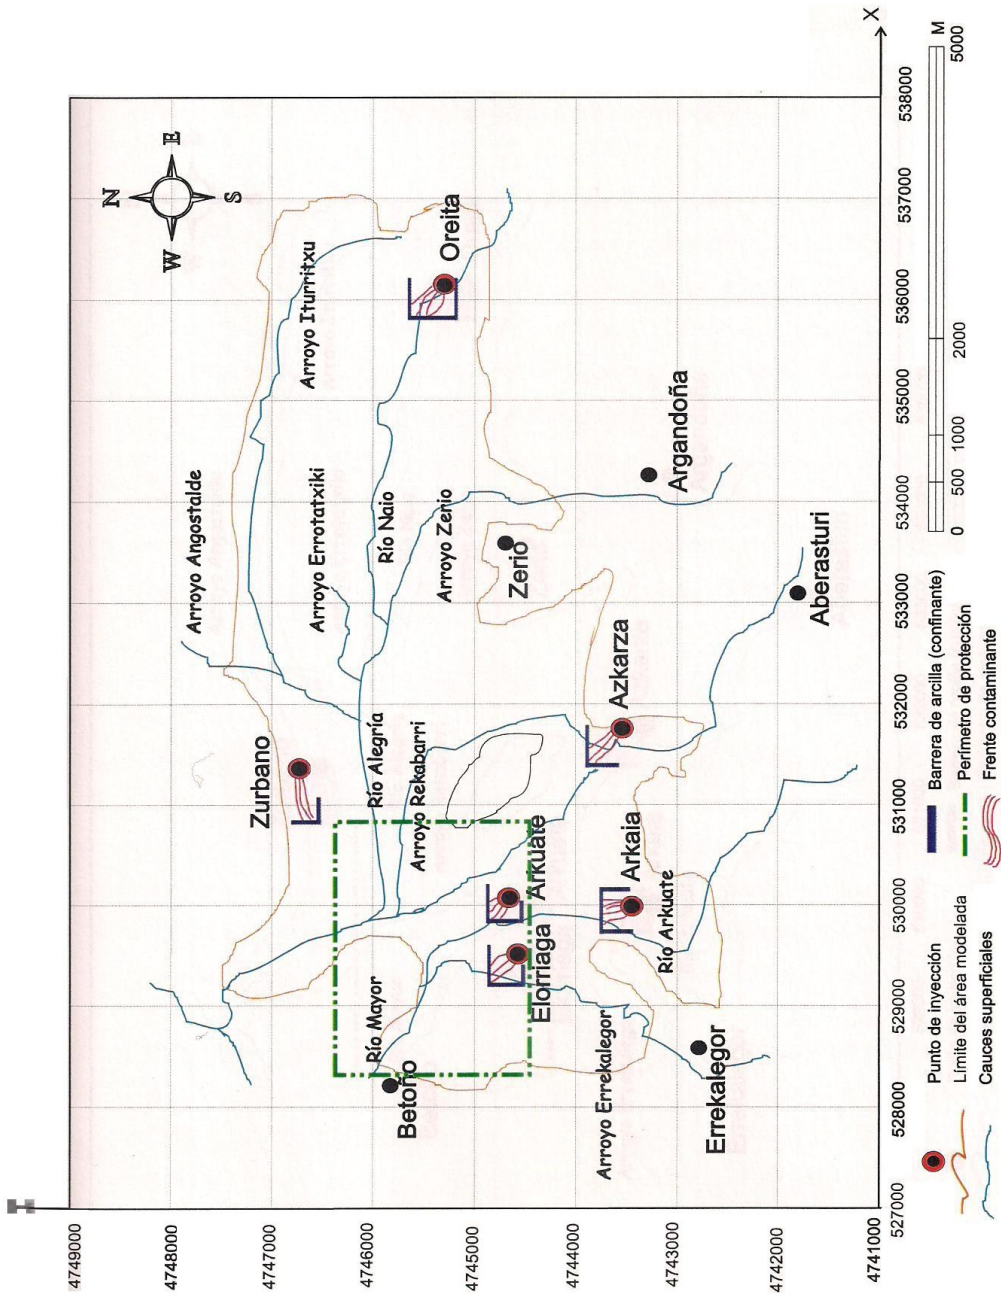 N
W
E
S
Arroyo Angostalde
Arroyo Iturritxu
Zurbano
Arroyo Errotatxiki
Río Alegría
Río Naio
Oreita
Arroyo Rekabarri
Arroyo Zerio
Río Mayor
Betoño
Arkuate
Elorriaga
Zerio
Azkarza
Argandoña
Arkaia
Río Arkuate
Arroyo Errekalegor
Errekalegor
Aberasturi
4749000
4748000
4747000
4746000
4745000
4744000
4743000
4742000
4741000
527000
528000
529000
530000
531000
532000
533000
534000
535000
536000
537000
538000
X
Punto de inyección
Límite del área modelada
Cauces superficiales
Barrera de arcilla (confinante)
Perímetro de protección
Frente contaminante
0
500
1000
2000
5000
M